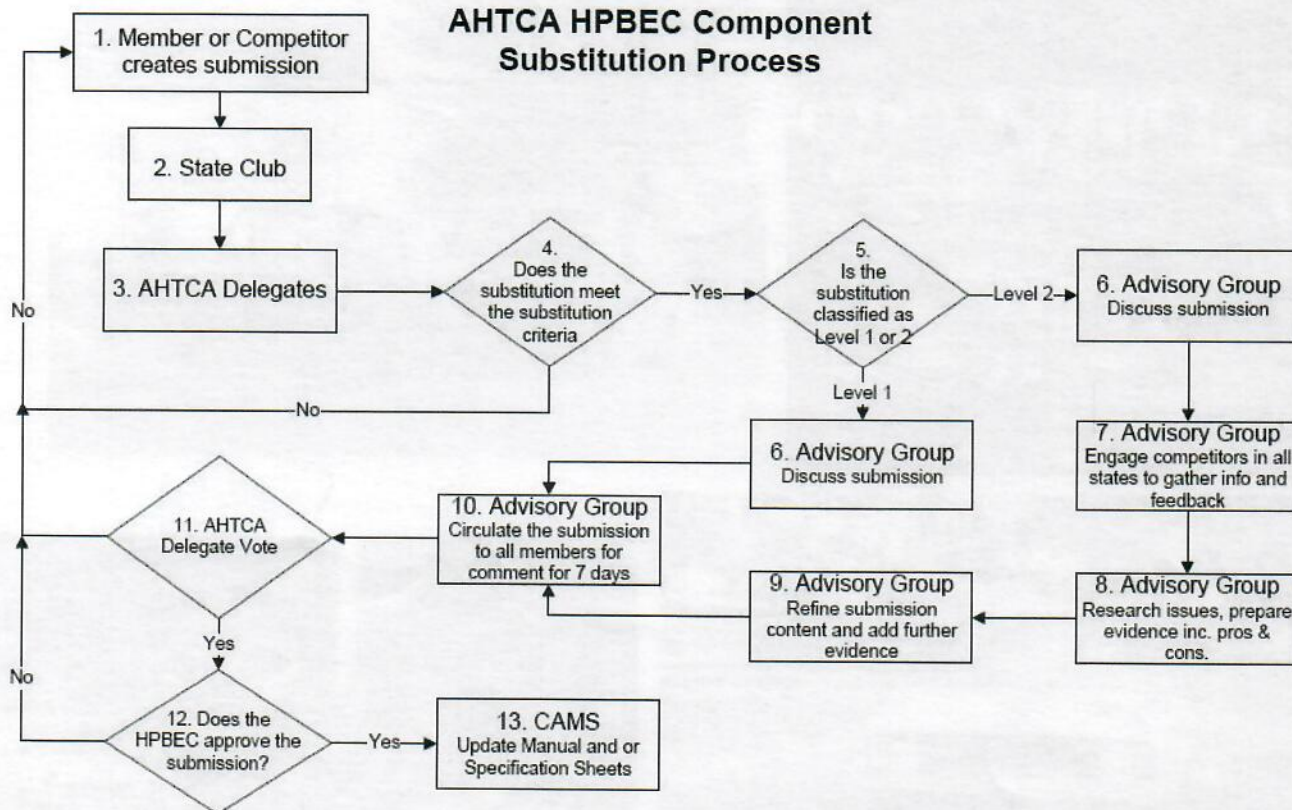 AHTCA HPBEC Component
Substitution Process
1. Member or Competitor
creates submission
2. State Club
3. AHTCA Delegates
4.
Does the
substitution meet
the substitution
criteria
Yes
5.
Is the
substitution
classified as
Level 1 or 2
Level 2
6. Advisory Group
Discuss submission
No
No
Level 1
6. Advisory Group
Discuss submission
7. Advisory Group
Engage competitors in all
states to gather info and
feedback
8. Advisory Group
Research issues, prepare
evidence inc. pros &
cons.
9. Advisory Group
Refine submission
content and add further
evidence
10. Advisory Group
Circulate the submission
to all members for
comment for 7 days
11. AHTCA
Delegate Vote
Yes
No
12. Does the
HPBEC approve the
submission?
Yes
13. CAMS
Update Manual and or
Specification Sheets